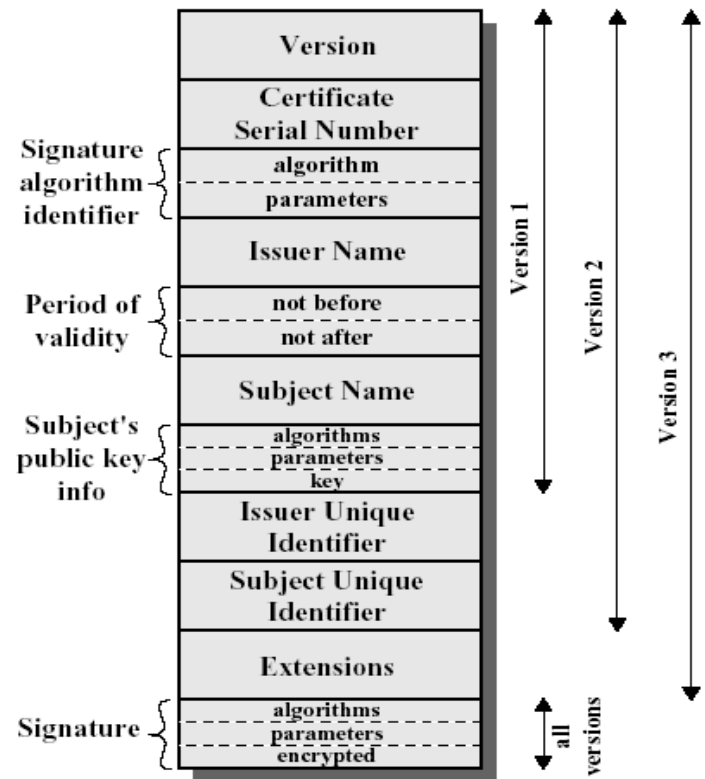 Version
Certificate
Serial Number
Signature
algorithm
identifier
algorithm
parameters
Issuer Name
Period of
validity
not before
not after
Subject Name
Subject's
public key
info
algorithms
parameters
key
Issuer Unique
Identifier
Subject Unique
Identifier
Extensions
Signature
algorithms
parameters
encrypted
Version 1
Version 2
Version 3
all
versions